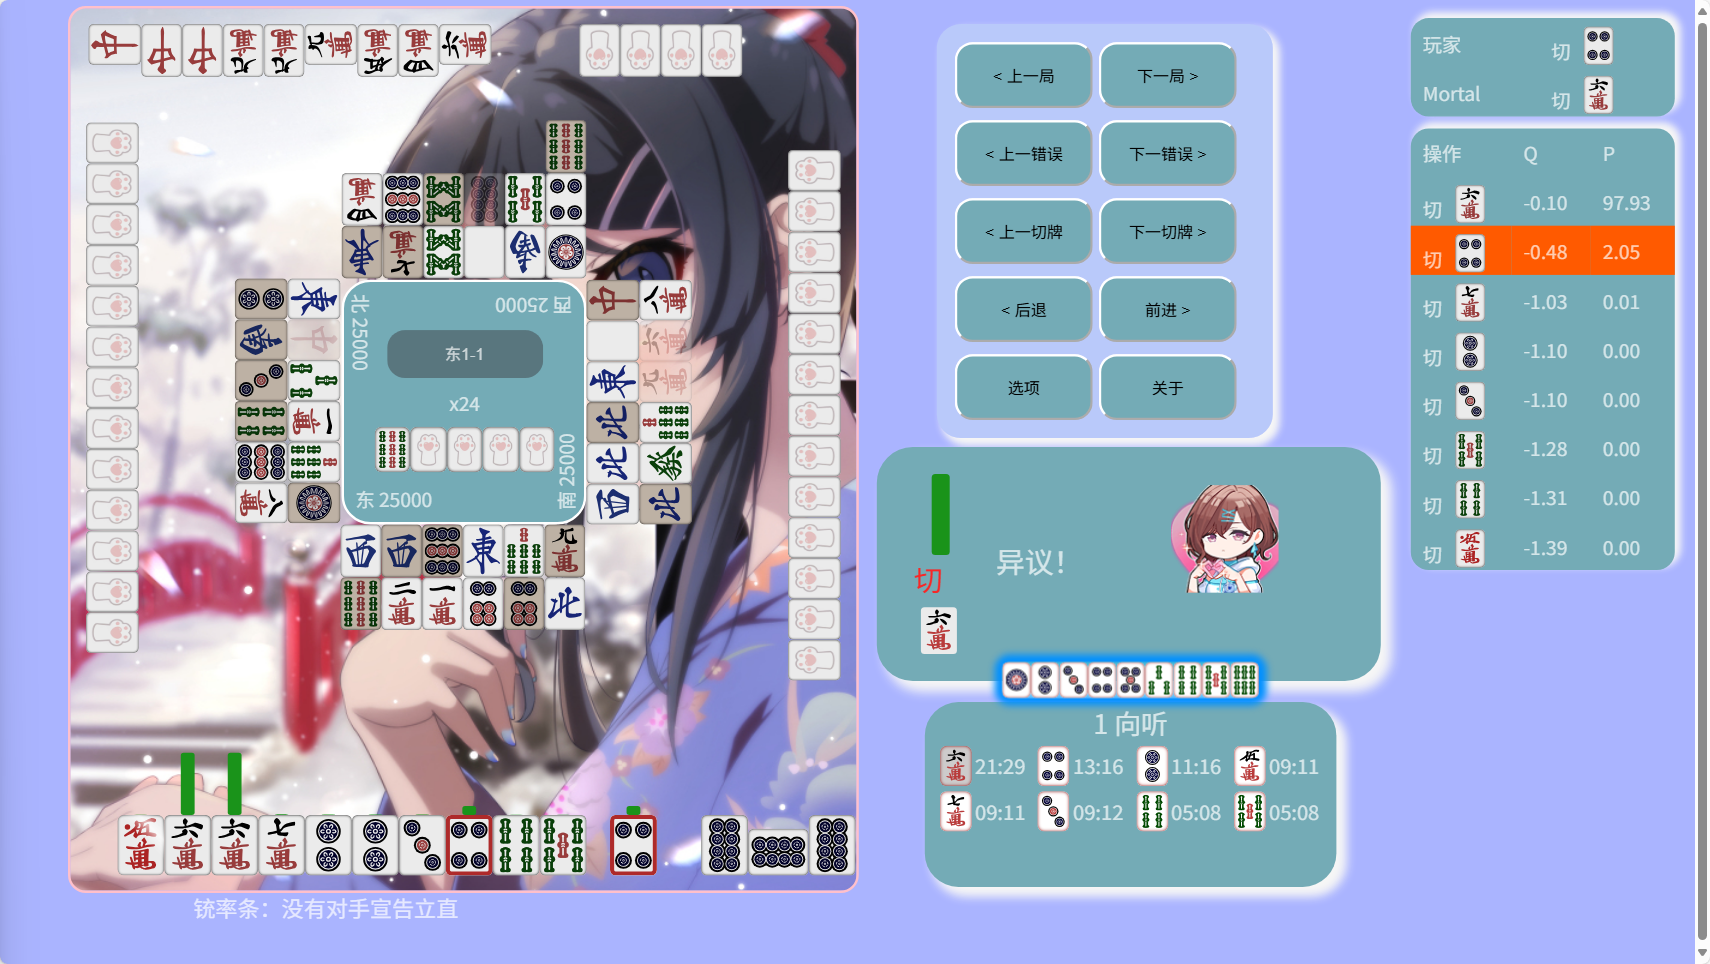 北 25000
西 25000
东1-1
x24
东 25000
南 25000
铳率条：没有对手宣告立直
< 上一局
下一局 >
< 上一错误
下一错误 >
< 上一切牌
下一切牌 >
< 后退
前进 >
选项
关于
切
异议！
1 向听
21:29
13:16
11:16
09:11
09:11
09:12
05:08
05:08
玩家 切
Mortal 切
操作 Q P
切 -0.10 97.93
切 -0.48 2.05
切 -1.03 0.01
切 -1.10 0.00
切 -1.10 0.00
切 -1.28 0.00
切 -1.31 0.00
切 -1.39 0.00